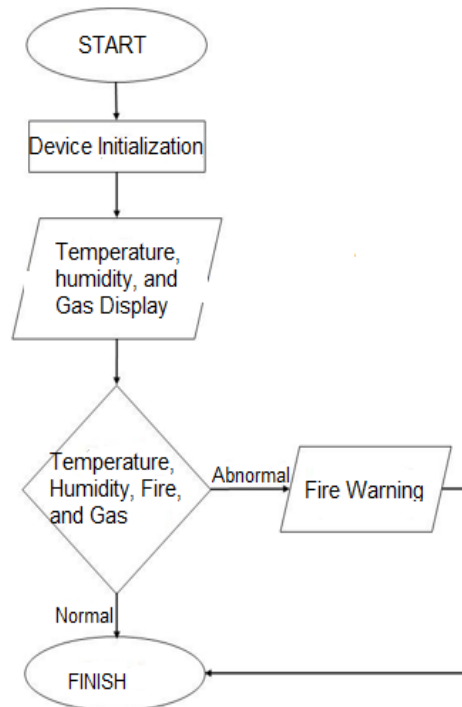 START
Device Initialization
Temperature,
humidity, and
Gas Display
Temperature,
Humidity, Fire,
and Gas
Abnormal
Fire Warning
Normal
FINISH